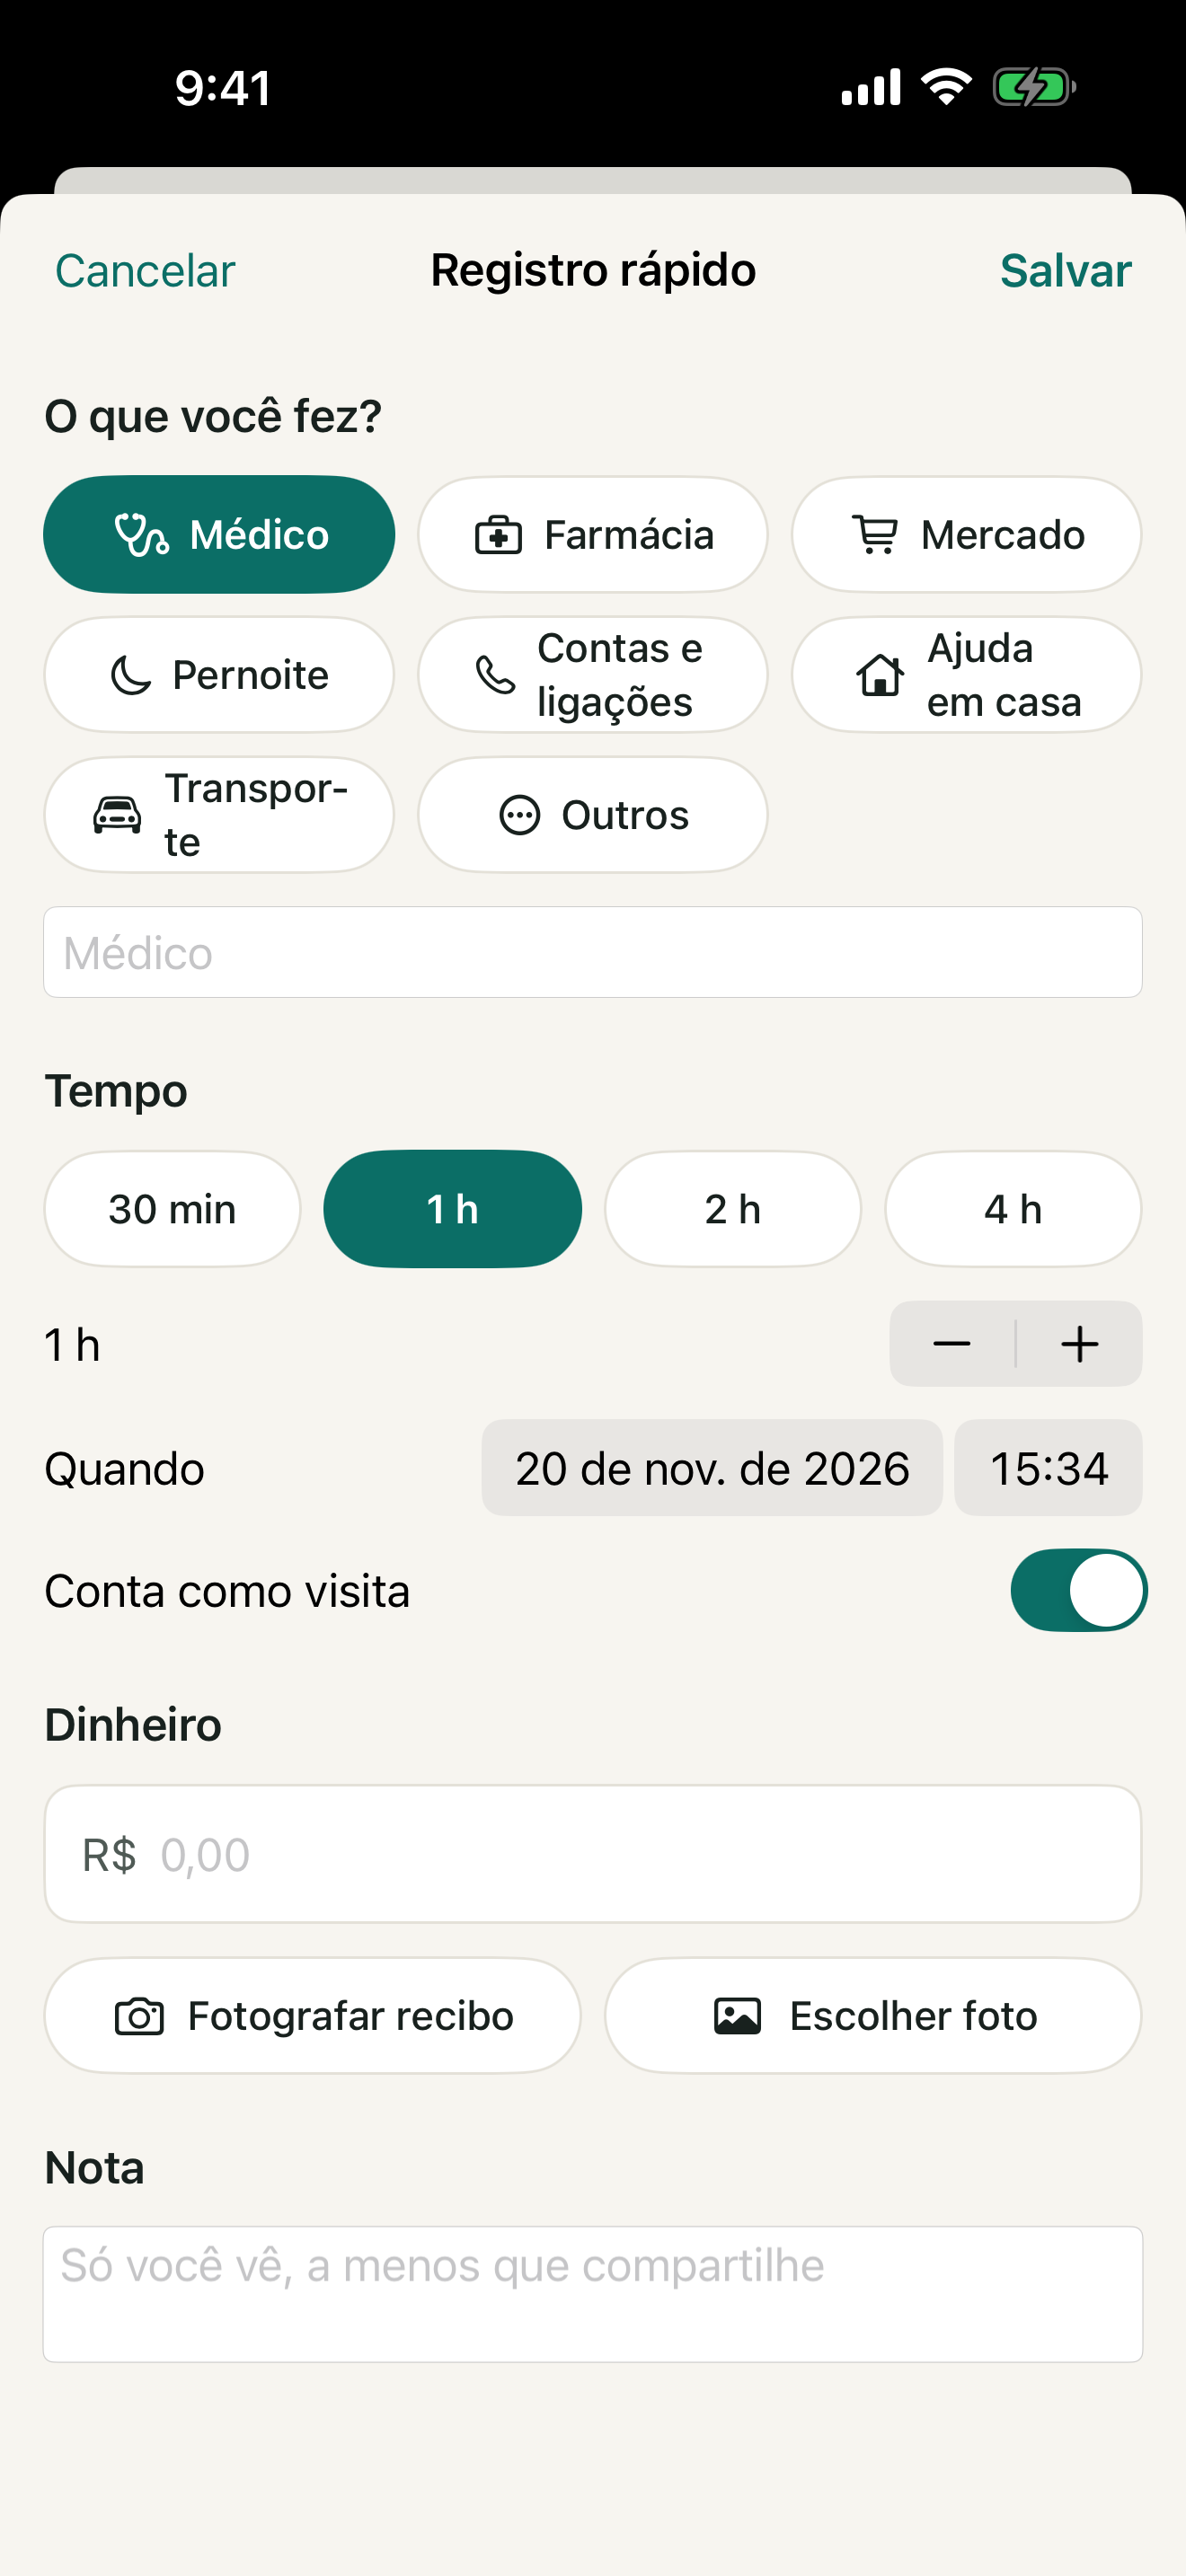 9:41
Cancelar
Registro rápido
Salvar
O que você fez?
Médico
Farmácia
Mercado
Pernoite
Contas e
ligações
Ajuda
em casa
Transpor-
te
Outros
Médico
Tempo
30 min
1 h
2 h
4 h
1 h
Quando
20 de nov. de 2026
15:34
Conta como visita
Dinheiro
R$ 0,00
Fotografar recibo
Escolher foto
Nota
Só você vê, a menos que compartilhe